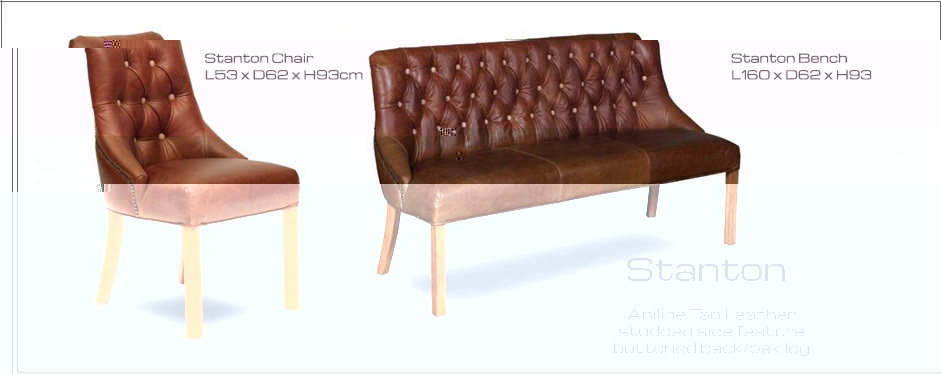 Stanton Chair
L53 x D62 x H93cm
Stanton Bench
L160 x D62 x H93
Stanton
Aniline Tan Leather
studded side feature
buttoned back/oak leg